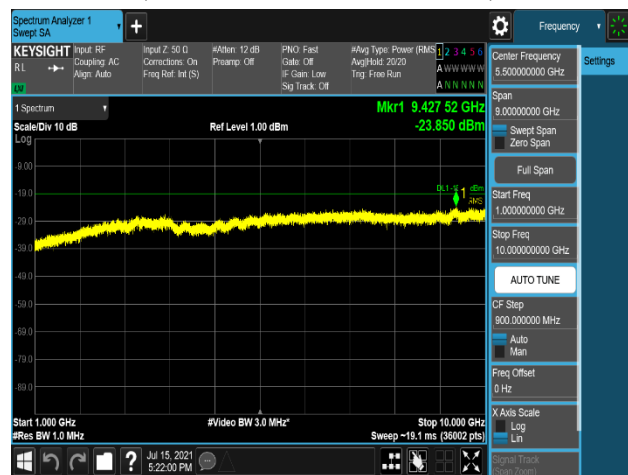 Spectrum Analyzer 1
Swept SA
Frequency
KEYSIGHT
R L
LXI
Input: RF
Coupling: AC
Align: Auto
Input Z: 50 Ω
Corrections: On
Freq Ref: Int (S)
#Atten: 12 dB
Preamp: Off
PNO: Fast
Gate: Off
IF Gain: Low
Sig Track: Off
#Avg Type: Power (RMS
Avg|Hold: 20/20
Trig: Free Run
1 2 3 4 5 6
A W W W W W
A N N N N N
1 Spectrum
Scale/Div 10 dB
Log
Ref Level 1.00 dBm
Mkr1 9.427 52 GHz
-23.850 dBm
-9.00
-19.0
-29.0
-39.0
-49.0
-59.0
-69.0
-79.0
-89.0
dBm
1
RMS
Start 1.000 GHz
#Res BW 1.0 MHz
#Video BW 3.0 MHz*
Stop 10.000 GHz
Sweep ~19.1 ms (36002 pts)
Jul 15, 2021
5:22:00 PM
?
Center Frequency
5.500000000 GHz
Settings
Span
9.00000000 GHz
Swept Span
Zero Span
Full Span
Start Freq
1.000000000 GHz
Stop Freq
10.000000000 GHz
AUTO TUNE
CF Step
900.000000 MHz
Auto
Man
Freq Offset
0 Hz
X Axis Scale
Log
Lin
Signal Track
(Span Zoom)